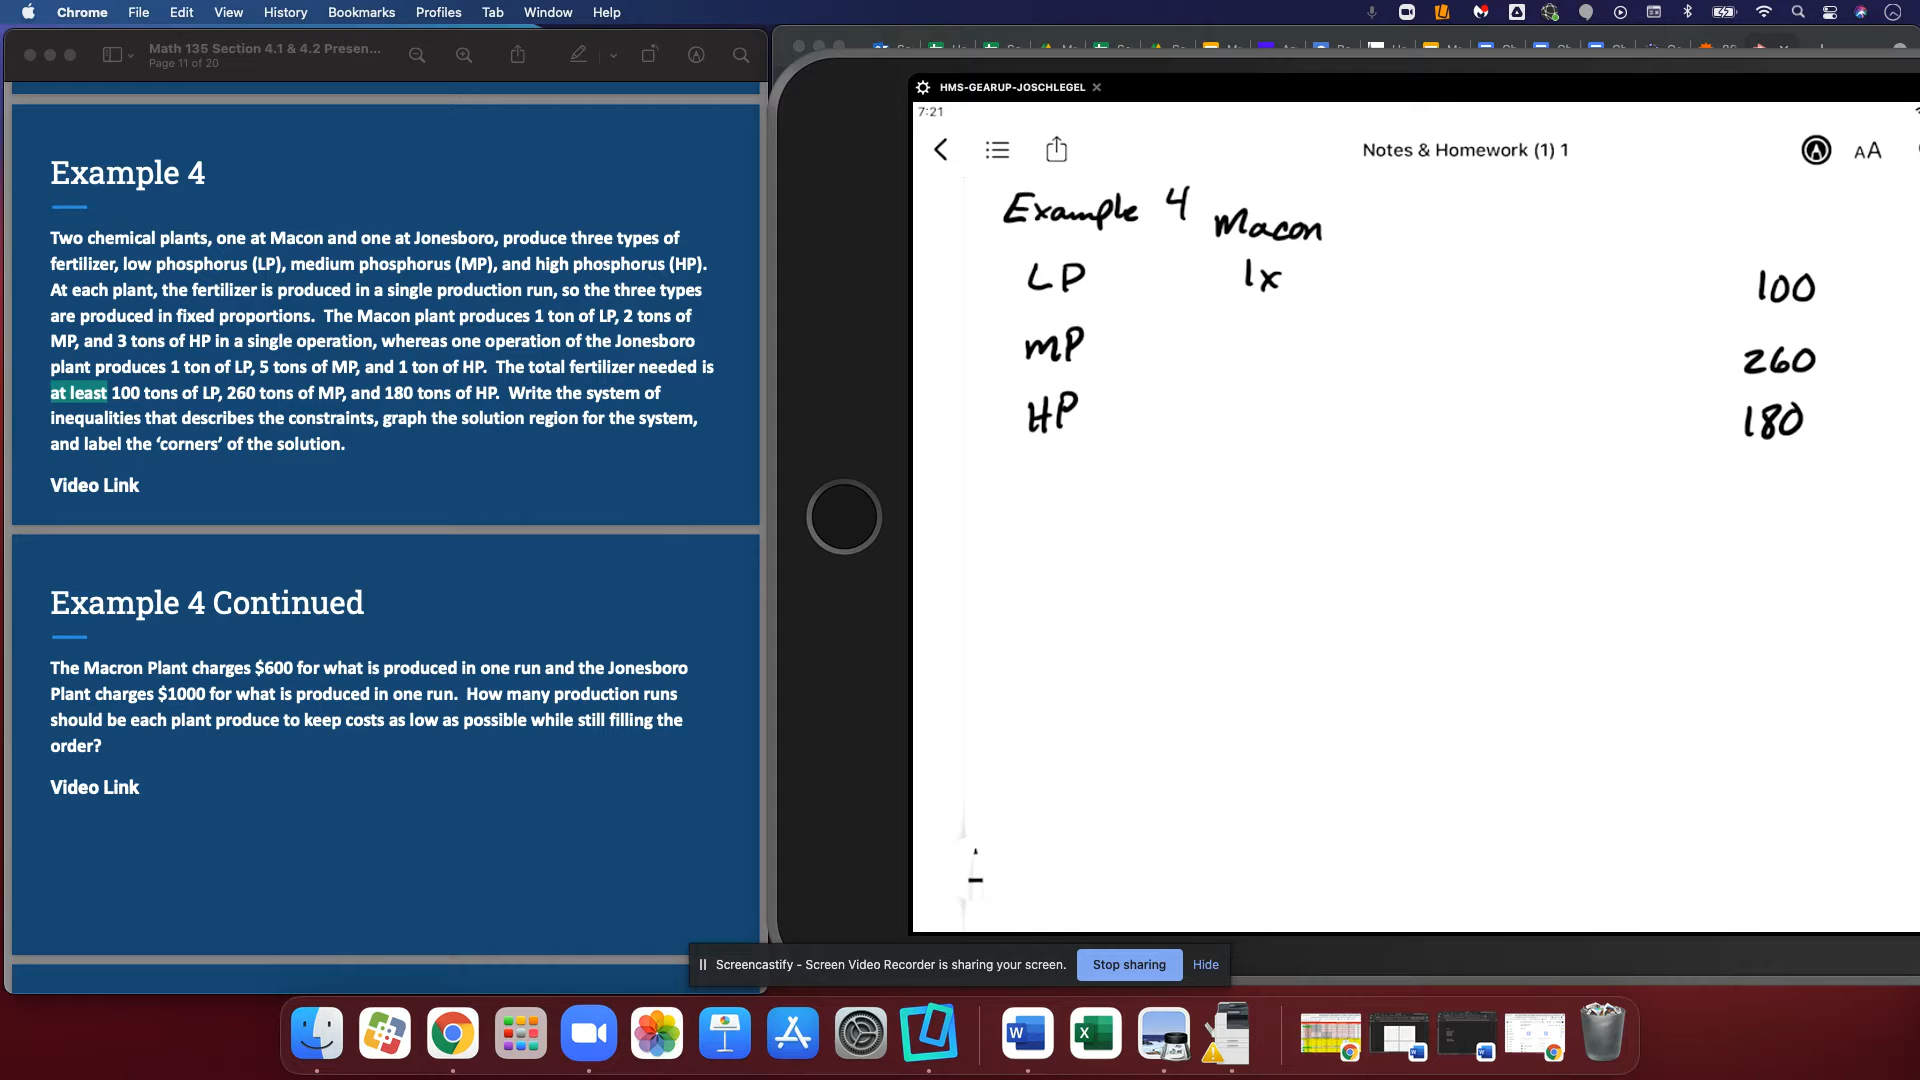 Chrome File Edit View History Bookmarks Profiles Tab Window Help
Math 135 Section 4.1 & 4.2 Presen...
Page 11 of 20
Example 4
Two chemical plants, one at Macon and one at Jonesboro, produce three types of
fertilizer, low phosphorus (LP), medium phosphorus (MP), and high phosphorus (HP).
At each plant, the fertilizer is produced in a single production run, so the three types
are produced in fixed proportions. The Macon plant produces 1 ton of LP, 2 tons of
MP, and 3 tons of HP in a single operation, whereas one operation of the Jonesboro
plant produces 1 ton of LP, 5 tons of MP, and 1 ton of HP. The total fertilizer needed is
at least 100 tons of LP, 260 tons of MP, and 180 tons of HP. Write the system of
inequalities that describes the constraints, graph the solution region for the system,
and label the ‘corners’ of the solution.
Video Link
Example 4 Continued
The Macron Plant charges $600 for what is produced in one run and the Jonesboro
Plant charges $1000 for what is produced in one run. How many production runs
should be each plant produce to keep costs as low as possible while still filling the
order?
Video Link
HMS-GEARUP-JOSCHLEGEL
7:21
Notes & Homework (1) 1
AA
Example 4 Macon
LP 1x 100
MP 260
HP 180
Screencastify - Screen Video Recorder is sharing your screen. Stop sharing Hide